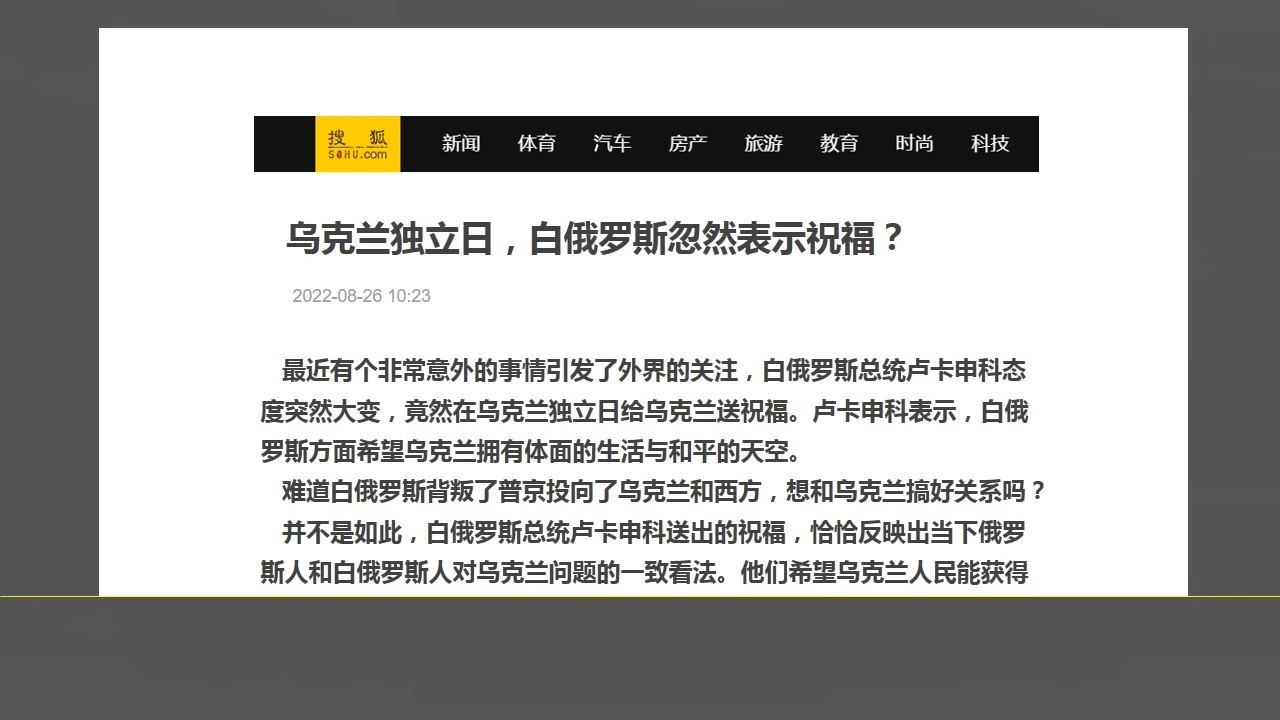 搜狐
SOHU.com
新闻 体育 汽车 房产 旅游 教育 时尚 科技
乌克兰独立日，白俄罗斯忽然表示祝福？
2022-08-26 10:23
最近有个非常意外的事情引发了外界的关注，白俄罗斯总统卢卡申科态
度突然大变，竟然在乌克兰独立日给乌克兰送祝福。卢卡申科表示，白俄
罗斯方面希望乌克兰拥有体面的生活与和平的天空。
难道白俄罗斯背叛了普京投向了乌克兰和西方，想和乌克兰搞好关系吗？
并不是如此，白俄罗斯总统卢卡申科送出的祝福，恰恰反映出当下俄罗
斯人和白俄罗斯人对乌克兰问题的一致看法。他们希望乌克兰人民能获得